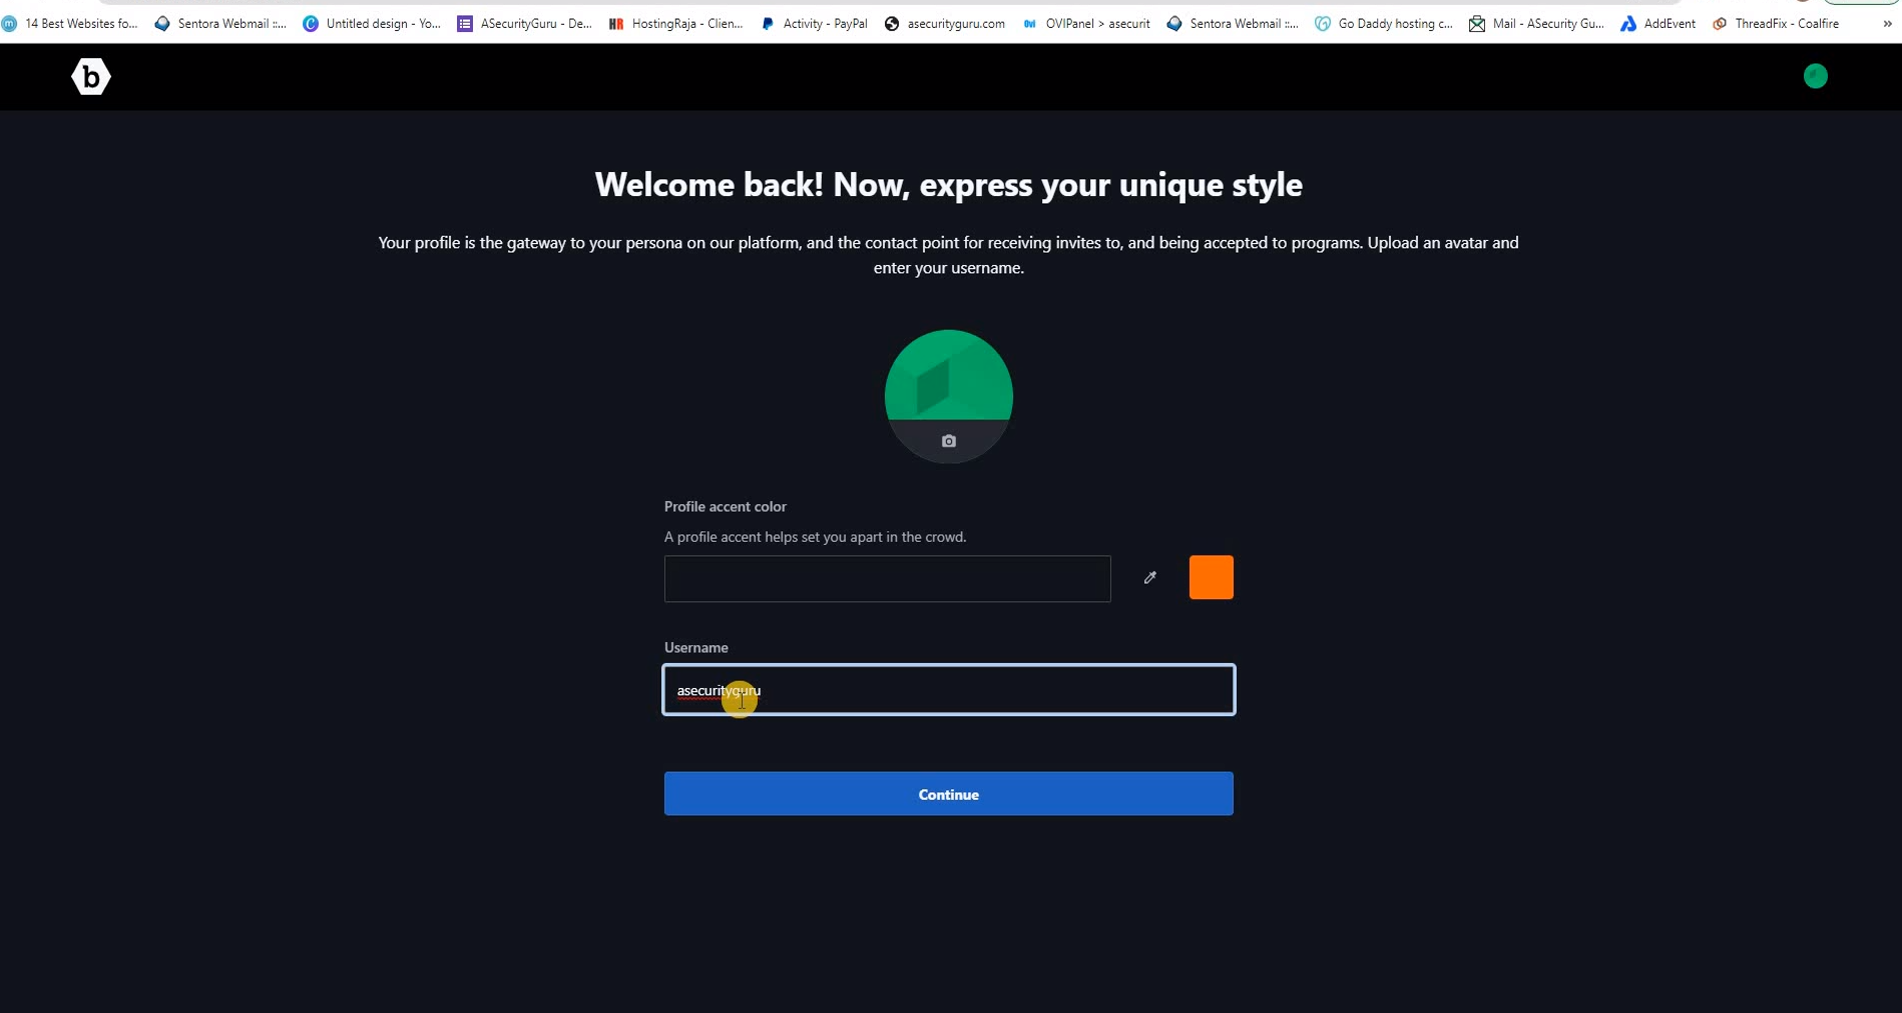 14 Best Websites fo... Sentora Webmail ::... Untitled design - Yo... ASecurityGuru - De... HostingRaja - Clien... Activity - PayPal asecurityguru.com OVIPanel > asecurit Sentora Webmail ::... Go Daddy hosting c... Mail - ASecurity Gu... AddEvent ThreadFix - Coalfire »
b
Welcome back! Now, express your unique style
Your profile is the gateway to your persona on our platform, and the contact point for receiving invites to, and being accepted to programs. Upload an avatar and
enter your username.
Profile accent color
A profile accent helps set you apart in the crowd.
Username
asecurityguru
Continue